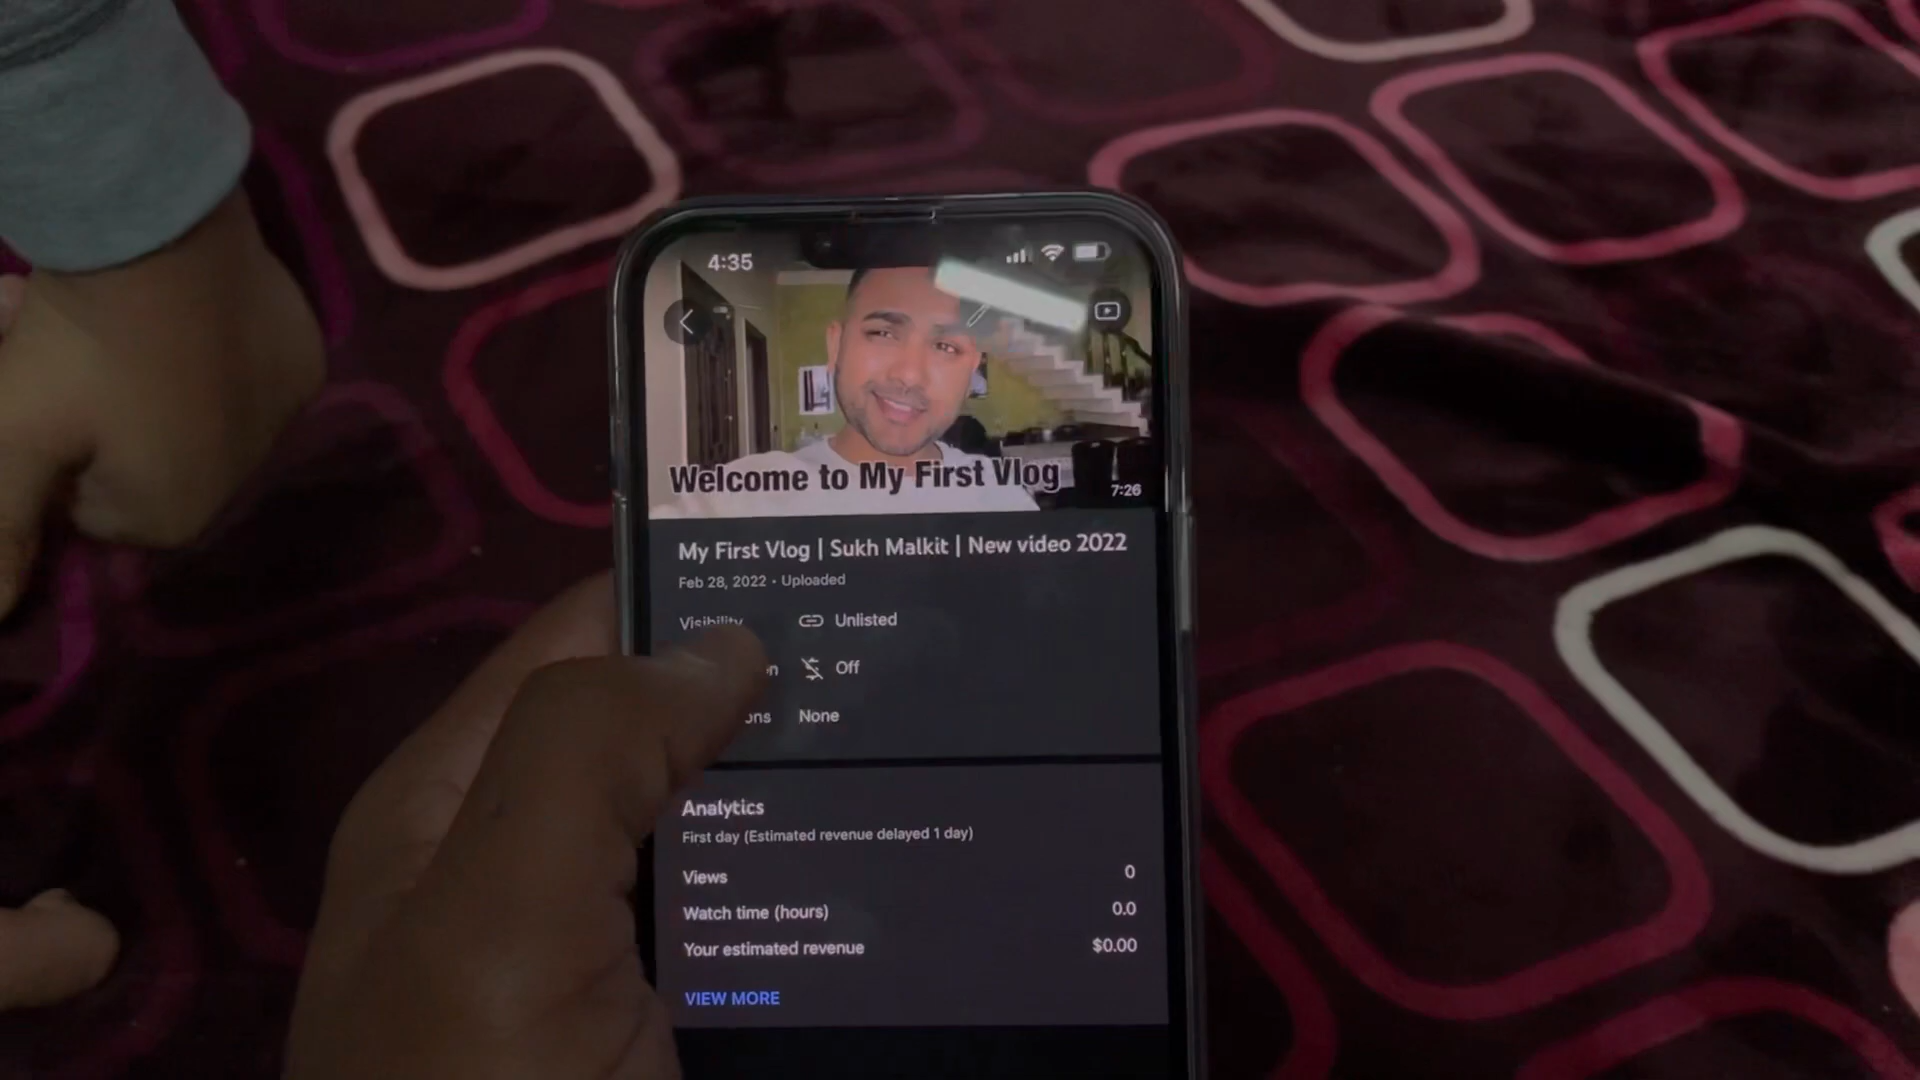 4:35
Welcome to My First Vlog
7:26
My First Vlog | Sukh Malkit | New video 2022
Feb 28, 2022 • Uploaded
Visibility Unlisted
Off
None
Analytics
First day (Estimated revenue delayed 1 day)
Views 0
Watch time (hours) 0.0
Your estimated revenue $0.00
VIEW MORE